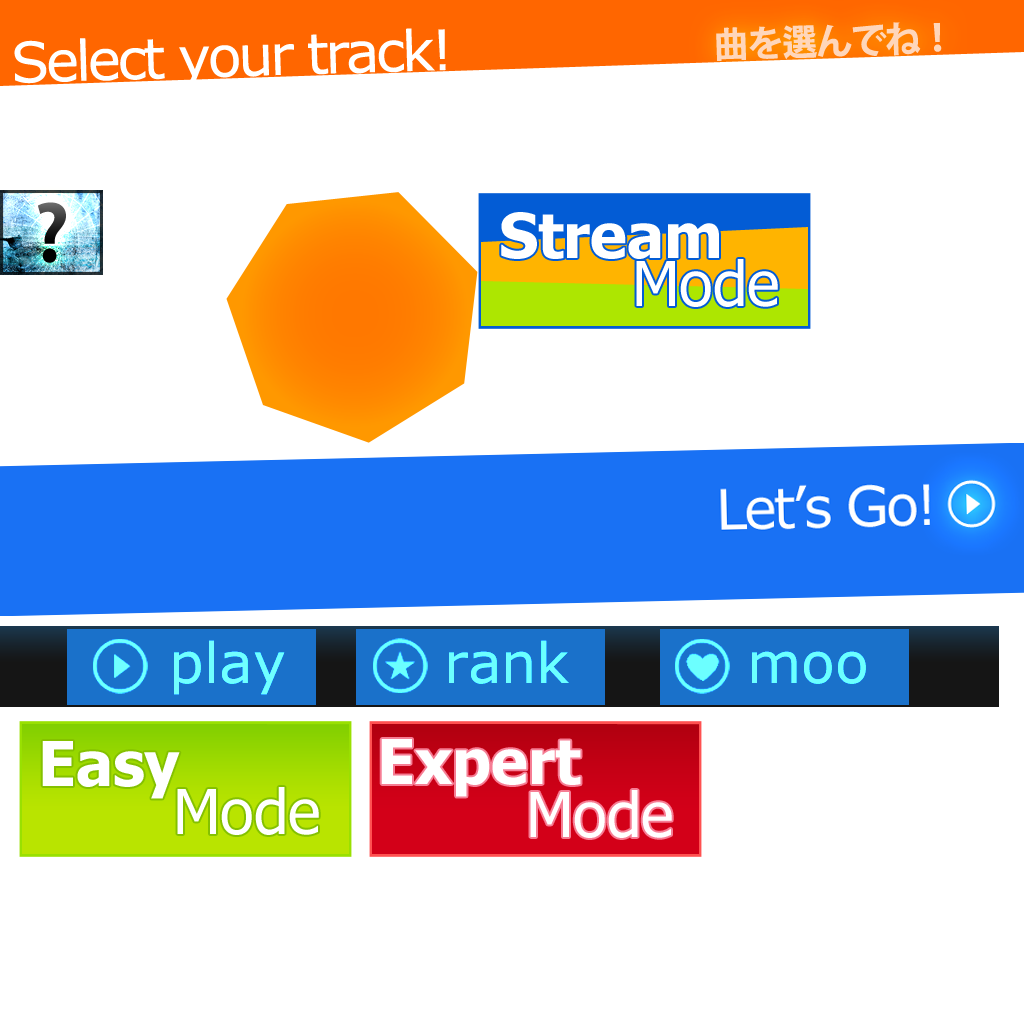 Select your track!
曲を選んでね！
?
Stream
Mode
Let's Go!
play
rank
moo
Easy
Mode
Expert
Mode